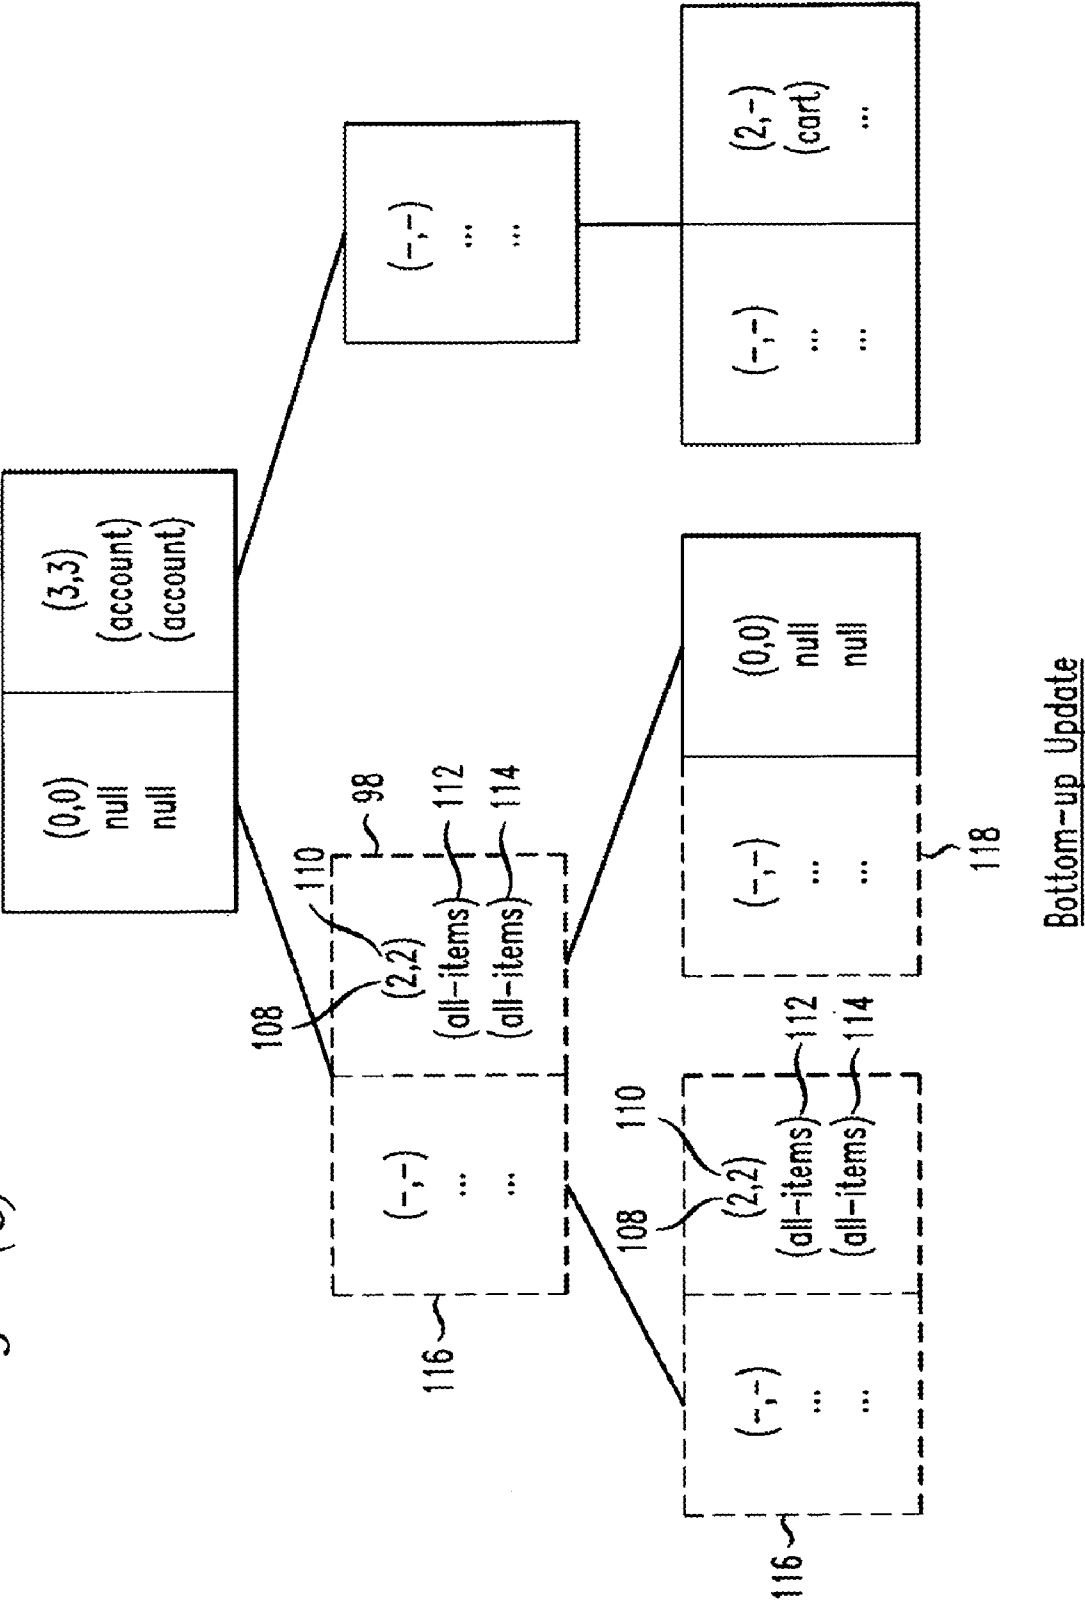 (0,0)
null
null
(3,3)
(account)
(account)
116
(-,-)
...
...
108
110
(2,2)
(all-items)
(all-items)
98
112
114
(-,-)
...
...
116
(-,-)
...
...
108
110
(2,2)
(all-items)
(all-items)
112
114
(-,-)
...
...
118
(0,0)
null
null
(-,-)
...
...
(2,-)
(cart)
...
Bottom-up Update